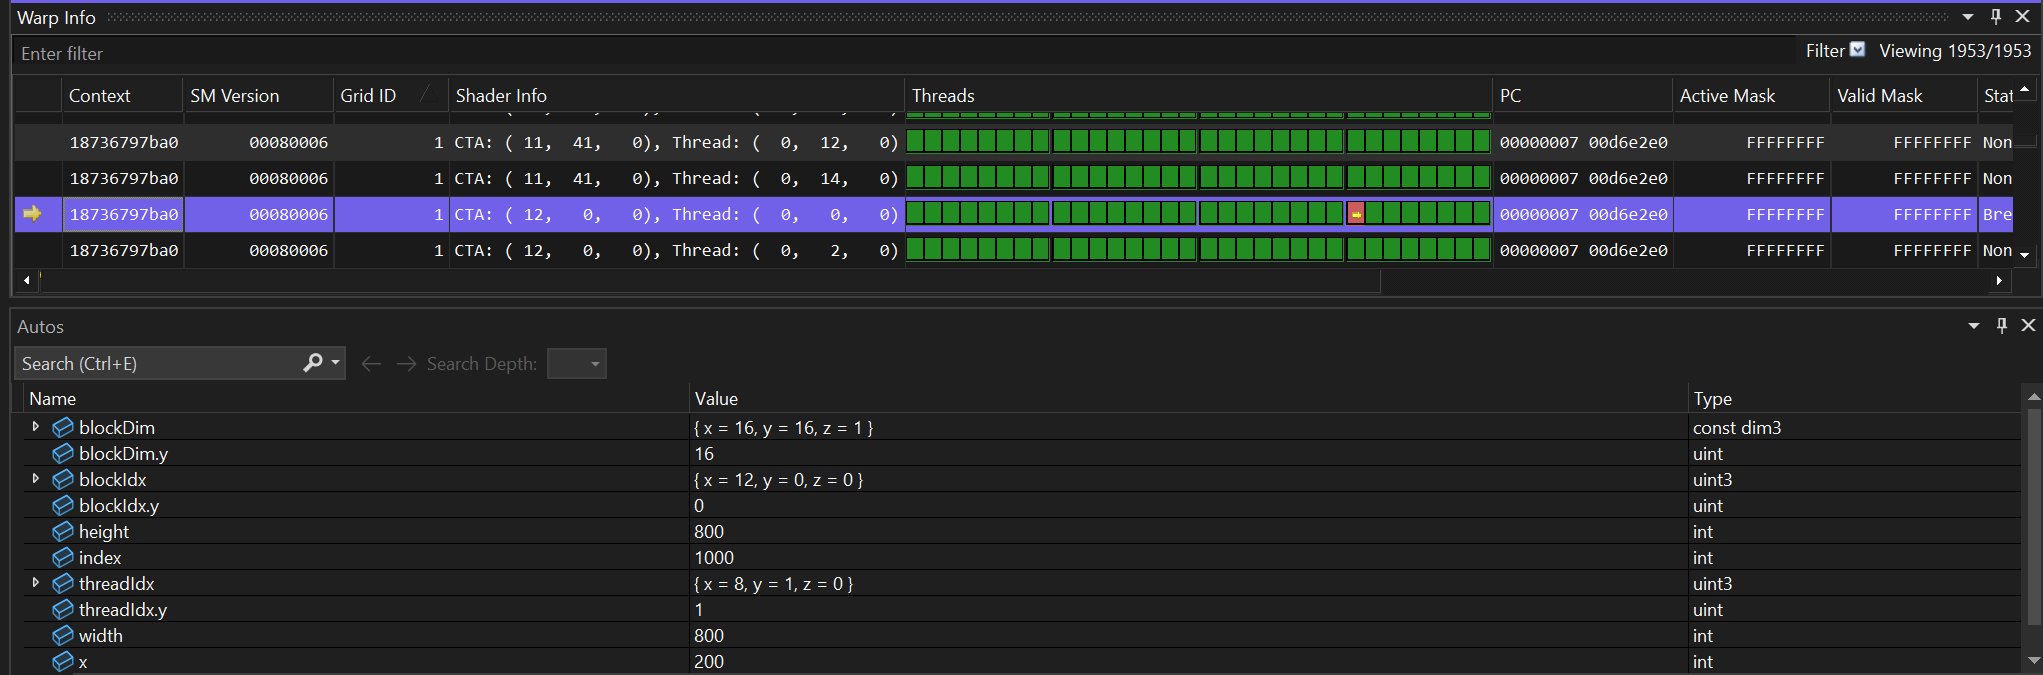 Warp Info
Enter filter Filter Viewing 1953/1953
Context SM Version Grid ID Shader Info Threads PC Active Mask Valid Mask Stat
18736797ba0 00080006 1 CTA: ( 11, 41, 0), Thread: ( 0, 12, 0) 00000007 00d6e2e0 FFFFFFFF FFFFFFFF Non
18736797ba0 00080006 1 CTA: ( 11, 41, 0), Thread: ( 0, 14, 0) 00000007 00d6e2e0 FFFFFFFF FFFFFFFF Non
18736797ba0 00080006 1 CTA: ( 12, 0, 0), Thread: ( 0, 0, 0) 00000007 00d6e2e0 FFFFFFFF FFFFFFFF Bre
18736797ba0 00080006 1 CTA: ( 12, 0, 0), Thread: ( 0, 2, 0) 00000007 00d6e2e0 FFFFFFFF FFFFFFFF Non
Autos
Search (Ctrl+E) Search Depth:
Name Value Type
blockDim { x = 16, y = 16, z = 1 } const dim3
blockDim.y 16 uint
blockIdx { x = 12, y = 0, z = 0 } uint3
blockIdx.y 0 uint
height 800 int
index 1000 int
threadIdx { x = 8, y = 1, z = 0 } uint3
threadIdx.y 1 uint
width 800 int
x 200 int